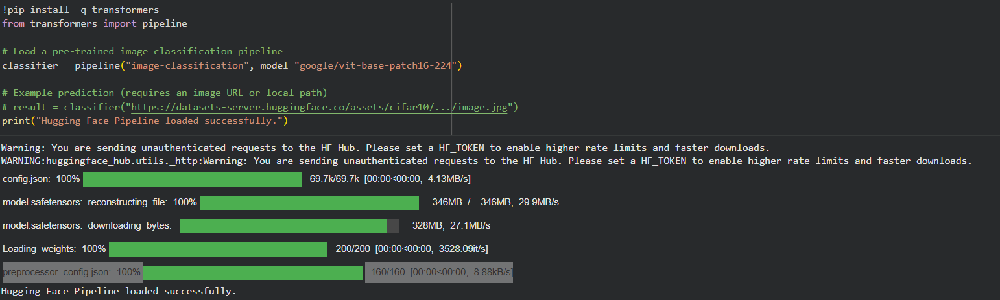 !pip install -q transformers
from transformers import pipeline
# Load a pre-trained image classification pipeline
classifier = pipeline("image-classification", model="google/vit-base-patch16-224")
# Example prediction (requires an image URL or local path)
# result = classifier("https://datasets-server.huggingface.co/assets/cifar10/.../image.jpg")
print("Hugging Face Pipeline loaded successfully.")
Warning: You are sending unauthenticated requests to the HF Hub. Please set a HF_TOKEN to enable higher rate limits and faster downloads.
WARNING:huggingface_hub.utils._http:Warning: You are sending unauthenticated requests to the HF Hub. Please set a HF_TOKEN to enable higher rate limits and faster downloads.
config.json: 100% 69.7k/69.7k [00:00<00:00, 4.13MB/s]
model.safetensors: reconstructing file: 100% 346MB / 346MB, 29.9MB/s
model.safetensors: downloading bytes: 328MB, 27.1MB/s
Loading weights: 100% 200/200 [00:00<00:00, 3528.09it/s]
preprocessor_config.json: 100% 160/160 [00:00<00:00, 8.88kB/s]
Hugging Face Pipeline loaded successfully.